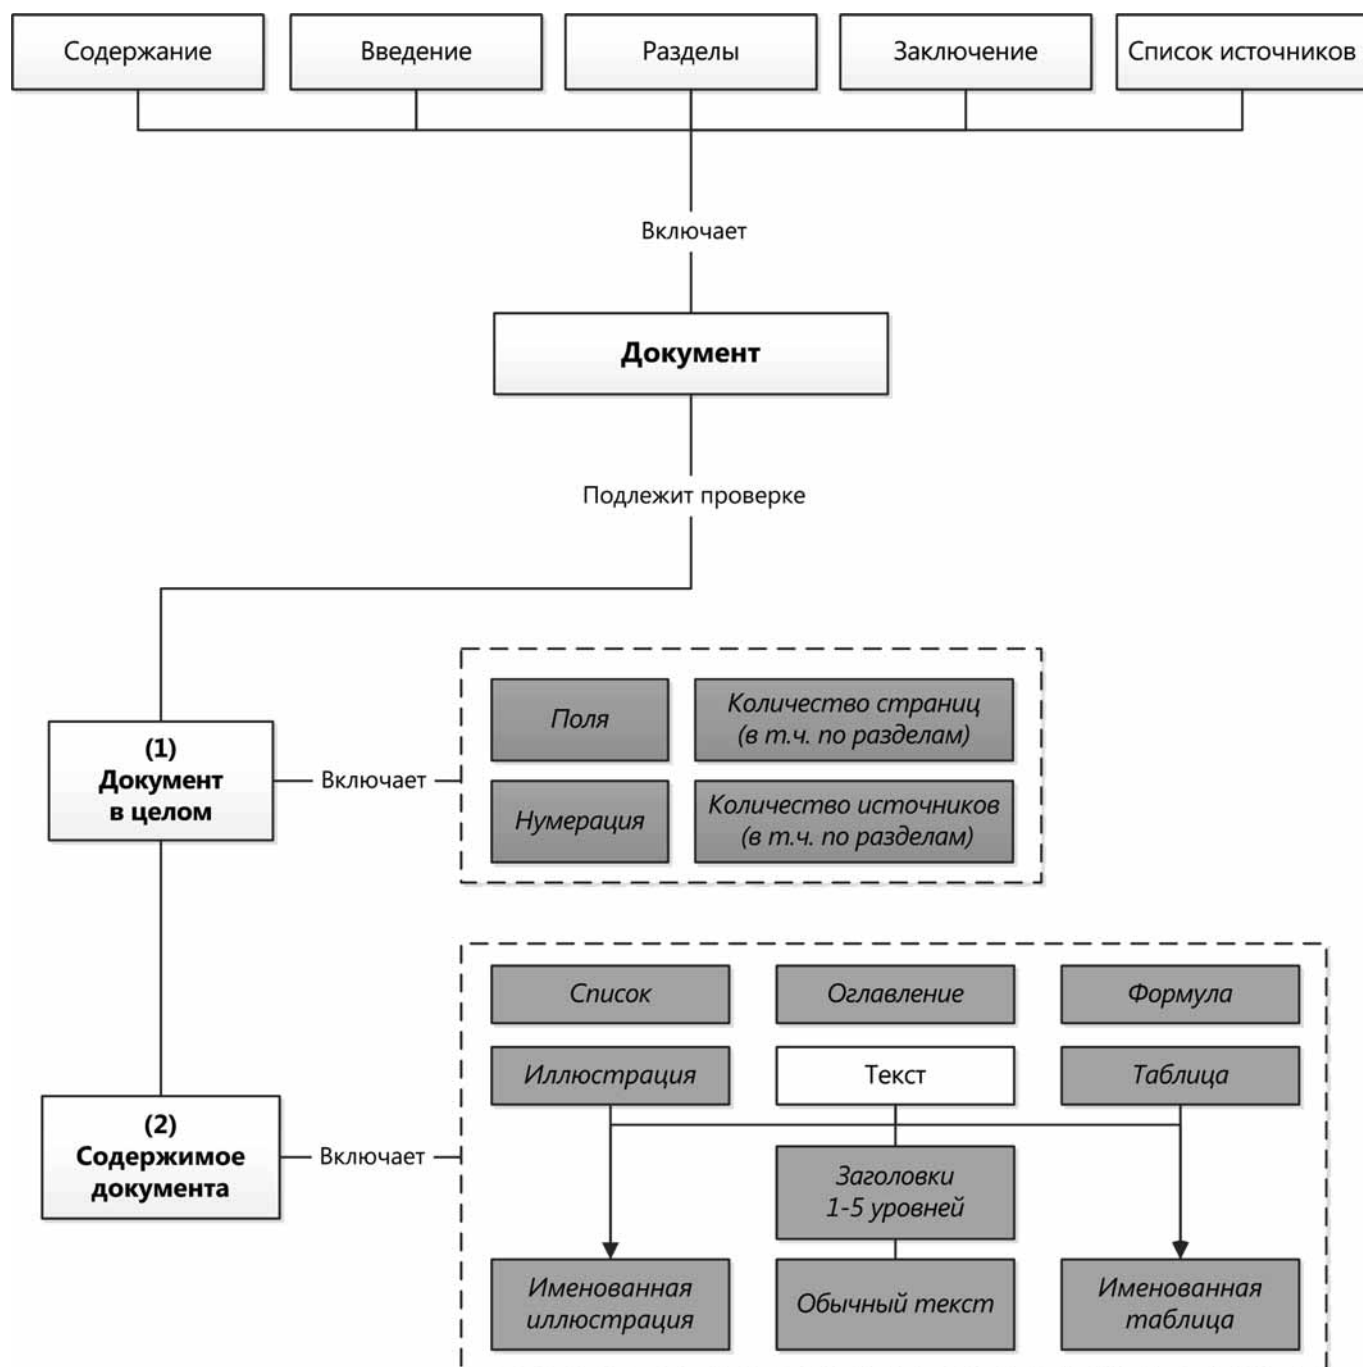 Содержание
Введение
Разделы
Заключение
Список источников
Включает
Документ
Подлежит проверке
Поля
Количество страниц
(в т.ч. по разделам)
(1)
Документ
в целом
Включает
Нумерация
Количество источников
(в т.ч. по разделам)
Список
Оглавление
Формула
Иллюстрация
Текст
Таблица
(2)
Содержимое
документа
Включает
Заголовки
1-5 уровней
Именованная
иллюстрация
Обычный текст
Именованная
таблица